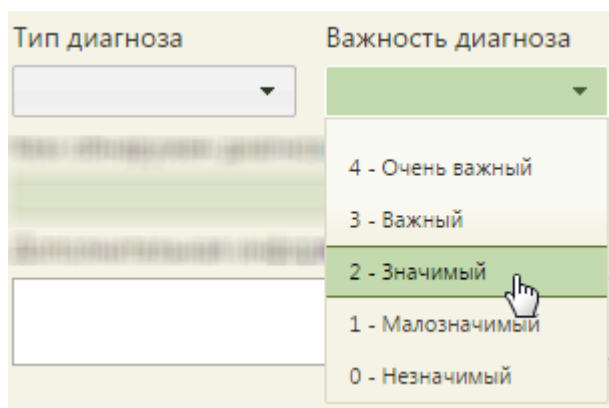 Тип диагноза
Важность диагноза
4 - Очень важный
3 - Важный
2 - Значимый
1 - Малозначимый
0 - Незначимый